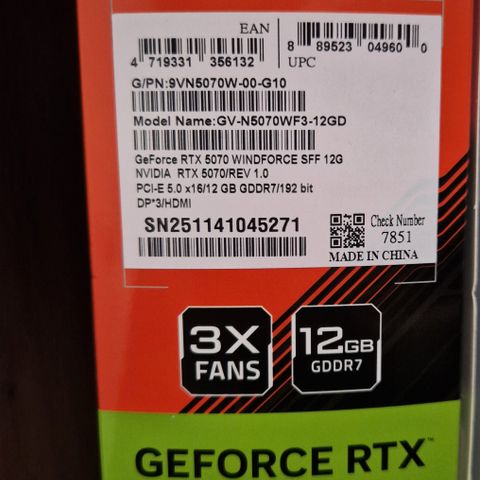 EAN
4 719331 356132
8 89523 04960 0
UPC
G/PN:9VN5070W-00-G10
Model Name:GV-N5070WF3-12GD
GeForce RTX 5070 WINDFORCE SFF 12G
NVIDIA RTX 5070/REV 1.0
PCI-E 5.0 x16/12 GB GDDR7/192 bit
DP*3/HDMI
SN251141045271
Check Number
7851
MADE IN CHINA
3X
FANS
12GB
GDDR7
GEFORCE RTX™